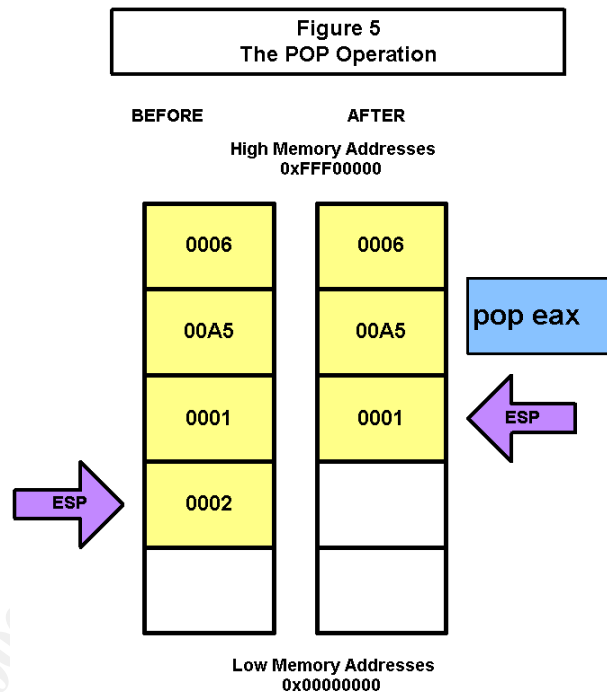 Figure 5
The POP Operation
BEFORE AFTER
High Memory Addresses
0xFFF00000
0006 0006
00A5 00A5
pop eax
0001 0001
ESP
ESP
0002
Low Memory Addresses
0x00000000